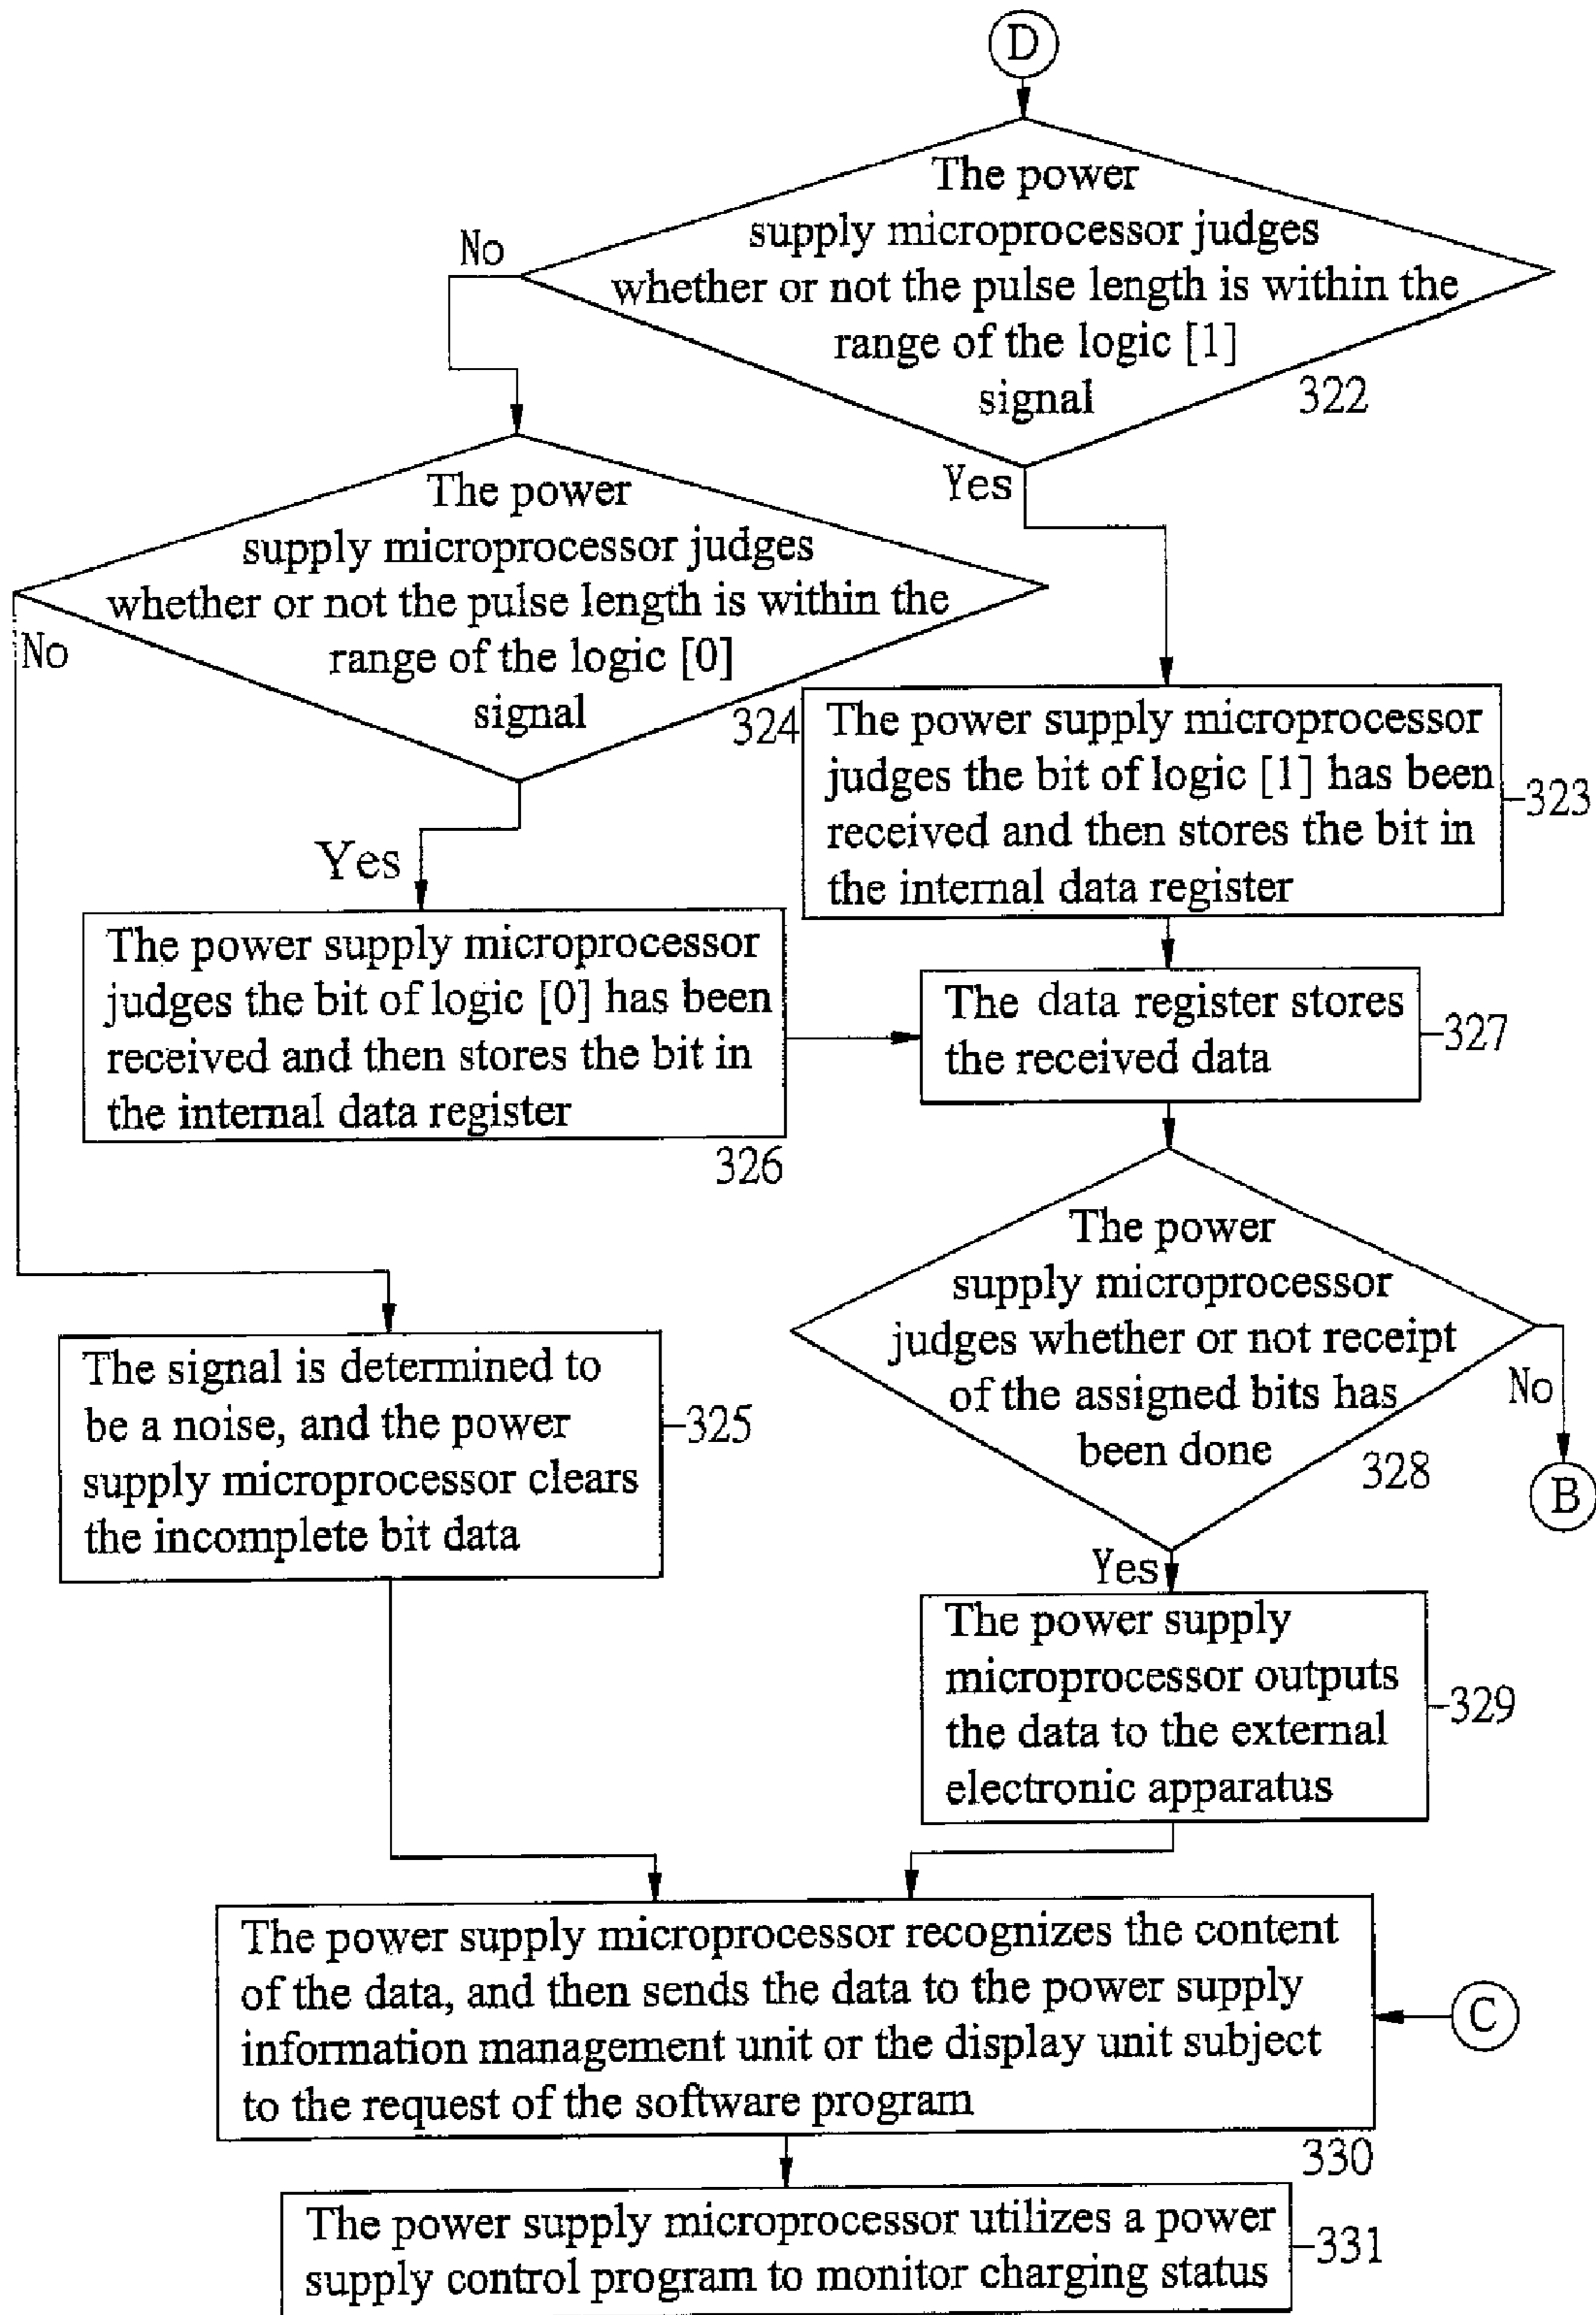 D
The power
supply microprocessor judges
whether or not the pulse length is within the
range of the logic [1]
signal
322
No
Yes
The power
supply microprocessor judges
whether or not the pulse length is within the
range of the logic [0]
signal
324
No
Yes
The power supply microprocessor
judges the bit of logic [1] has been
received and then stores the bit in
the internal data register
323
The power supply microprocessor
judges the bit of logic [0] has been
received and then stores the bit in
the internal data register
326
The data register stores
the received data
327
The power
supply microprocessor
judges whether or not receipt
of the assigned bits has
been done
328
No
B
Yes
The signal is determined to
be a noise, and the power
supply microprocessor clears
the incomplete bit data
325
The power supply
microprocessor outputs
the data to the external
electronic apparatus
329
The power supply microprocessor recognizes the content
of the data, and then sends the data to the power supply
information management unit or the display unit subject
to the request of the software program
C
330
The power supply microprocessor utilizes a power
supply control program to monitor charging status
331